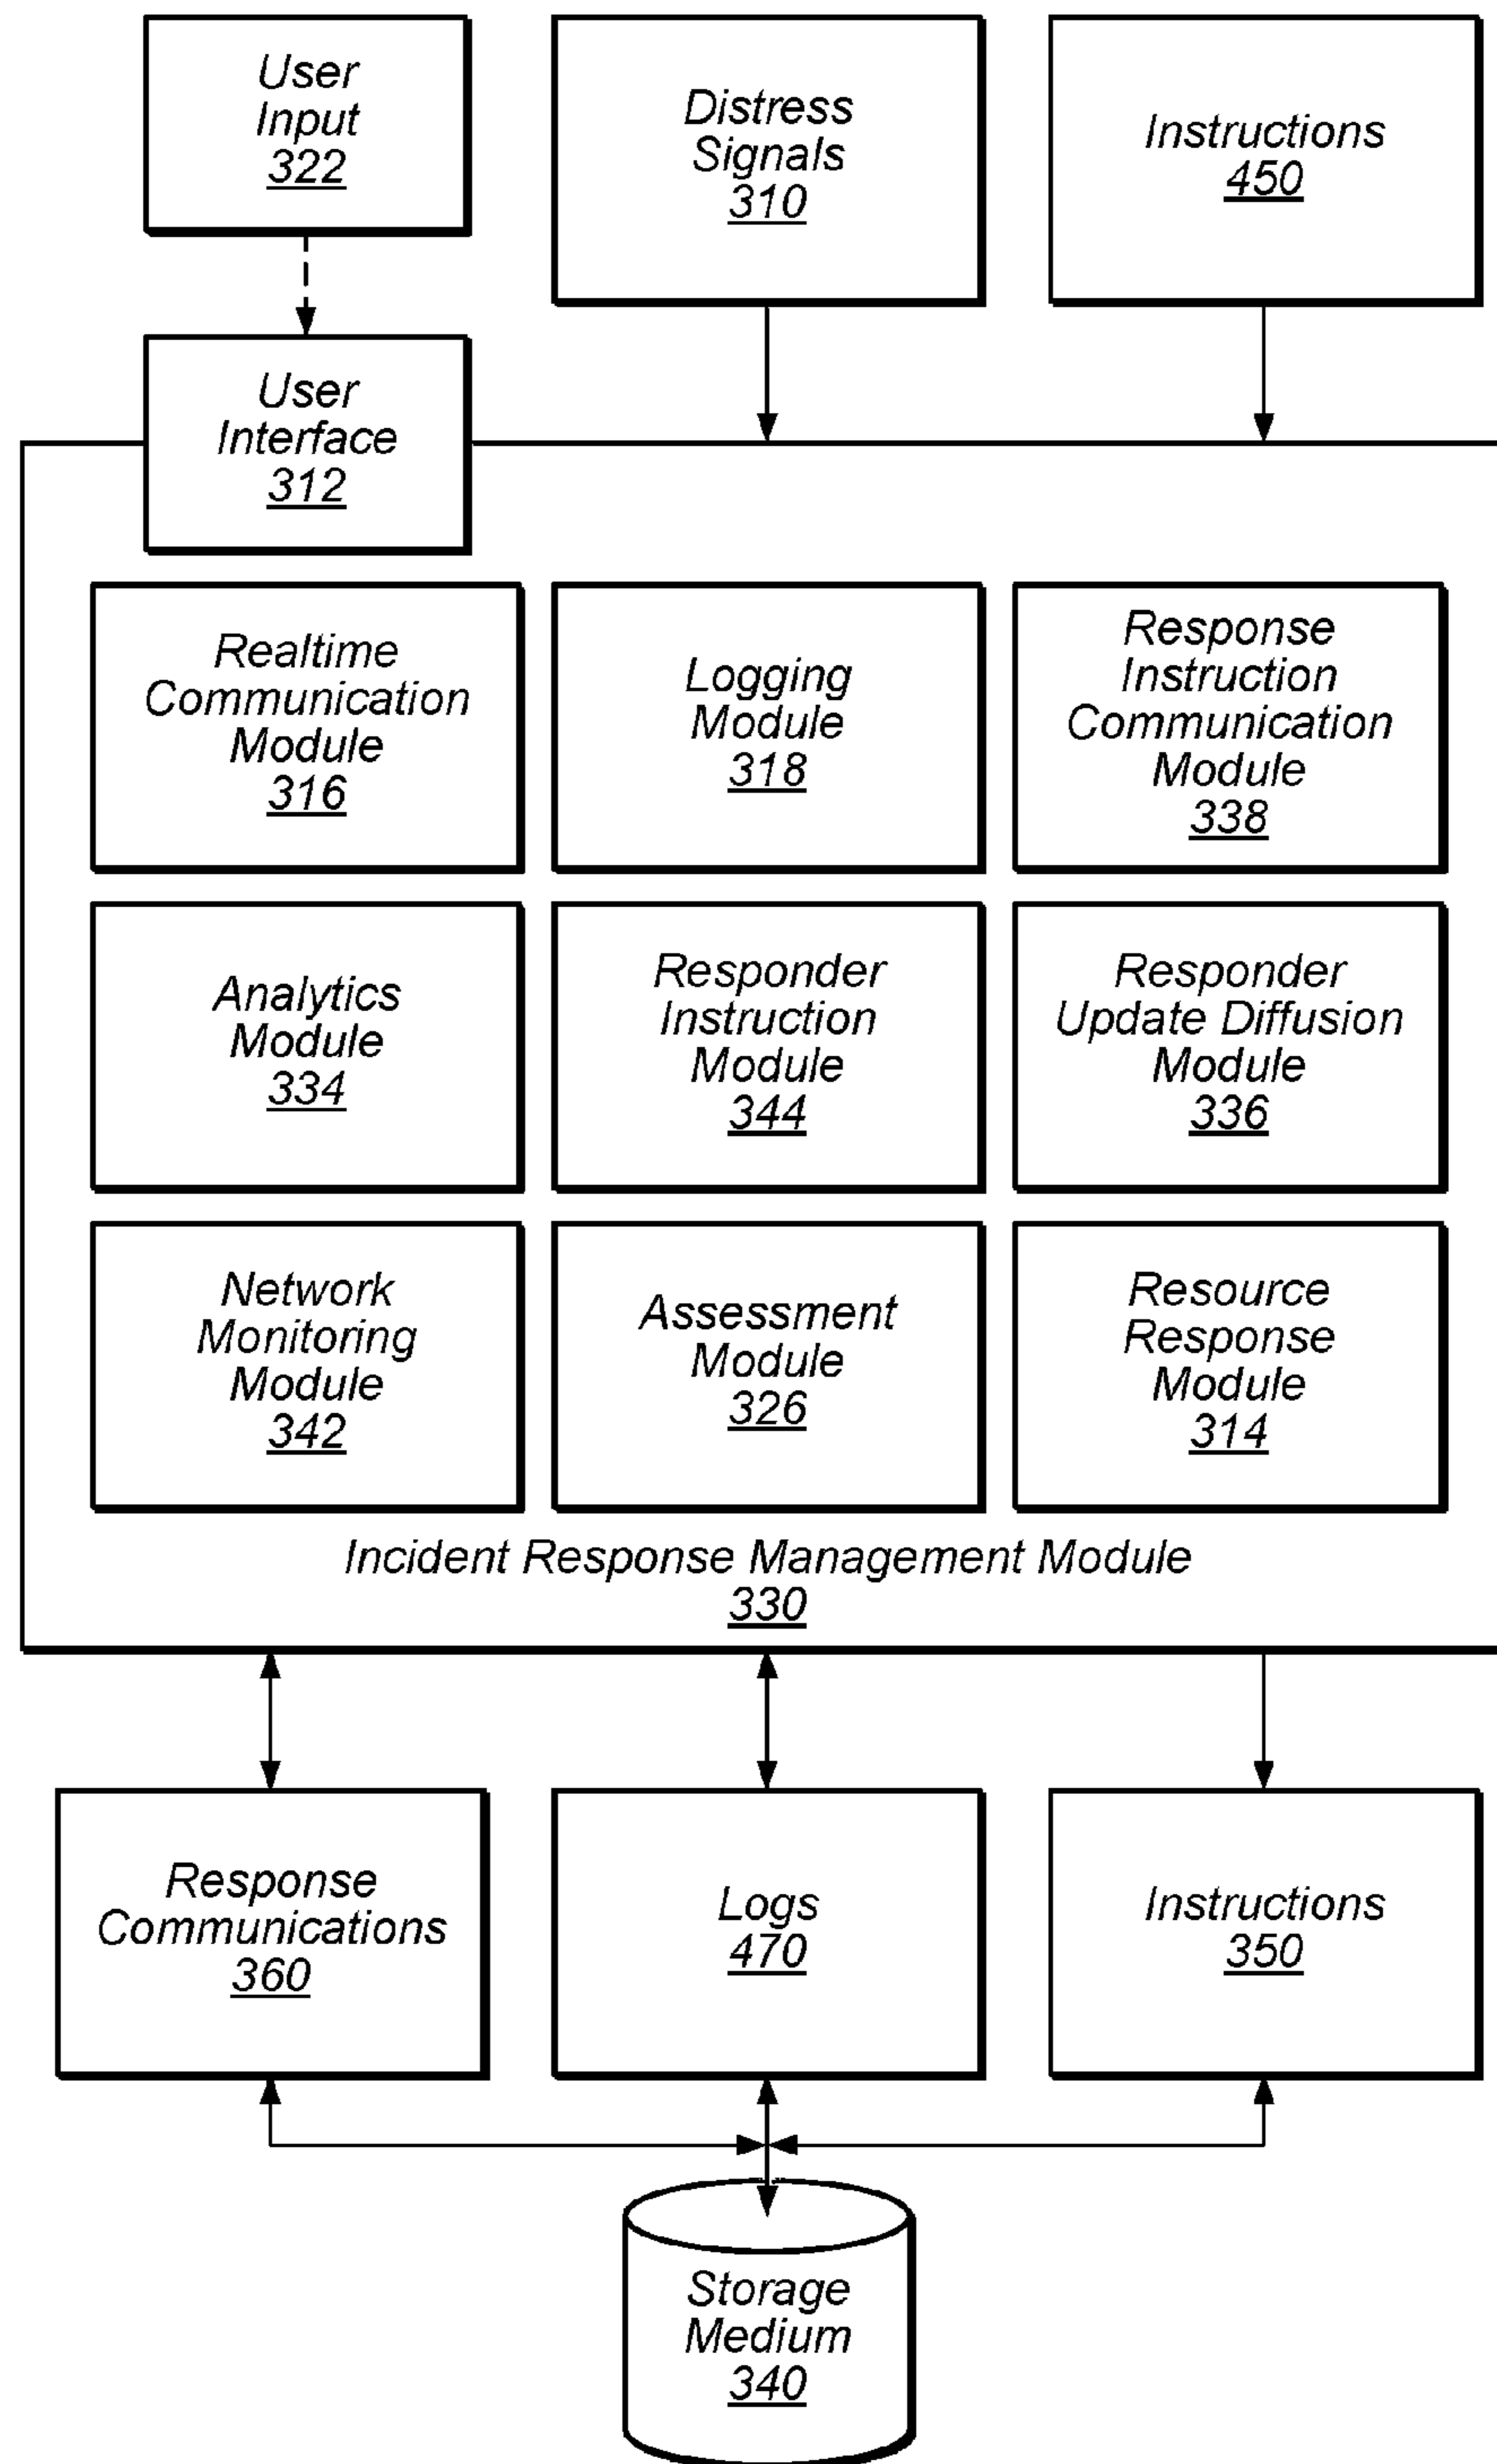 User
Input
322
Distress
Signals
310
Instructions
450
User
Interface
312
Realtime
Communication
Module
316
Logging
Module
318
Response
Instruction
Communication
Module
338
Analytics
Module
334
Responder
Instruction
Module
344
Responder
Update Diffusion
Module
336
Network
Monitoring
Module
342
Assessment
Module
326
Resource
Response
Module
314
Incident Response Management Module
330
Response
Communications
360
Logs
470
Instructions
350
Storage
Medium
340